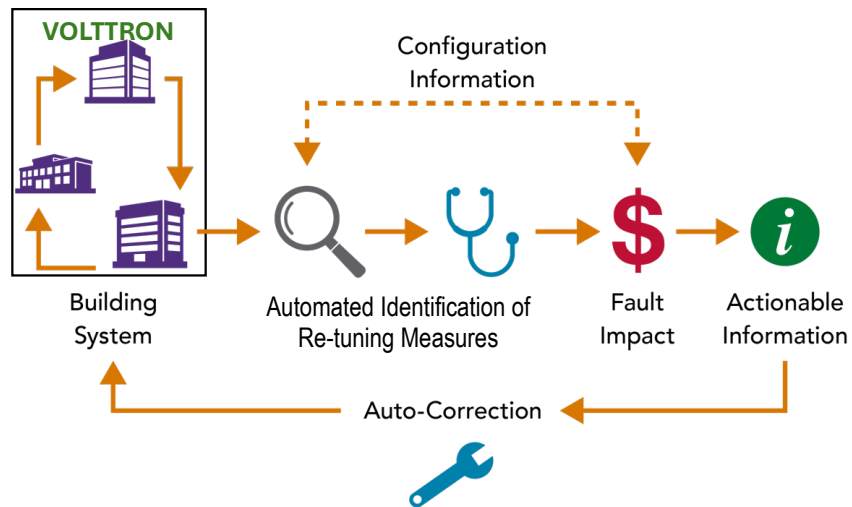 VOLTTRON
Configuration
Information
$
i
Building
System
Automated Identification of
Re-tuning Measures
Fault
Impact
Actionable
Information
Auto-Correction